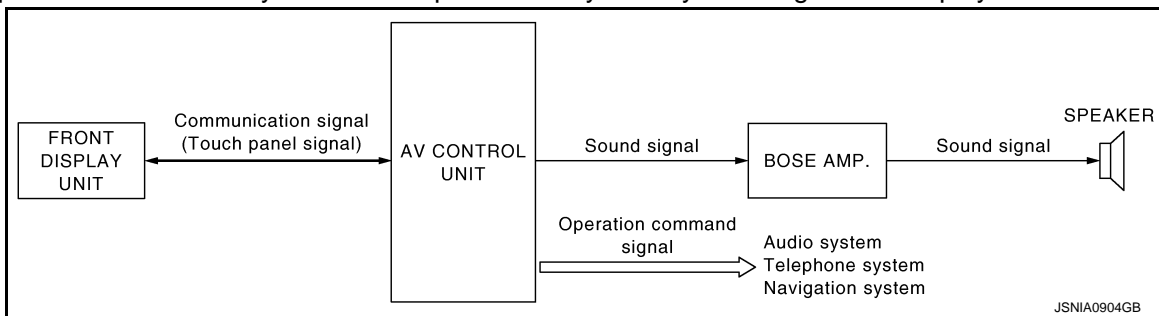 FRONT
DISPLAY
UNIT
Communication signal
(Touch panel signal)
AV CONTROL
UNIT
Sound signal
BOSE AMP.
Sound signal
SPEAKER
Operation command
signal
Audio system
Telephone system
Navigation system
JSNIA0904GB